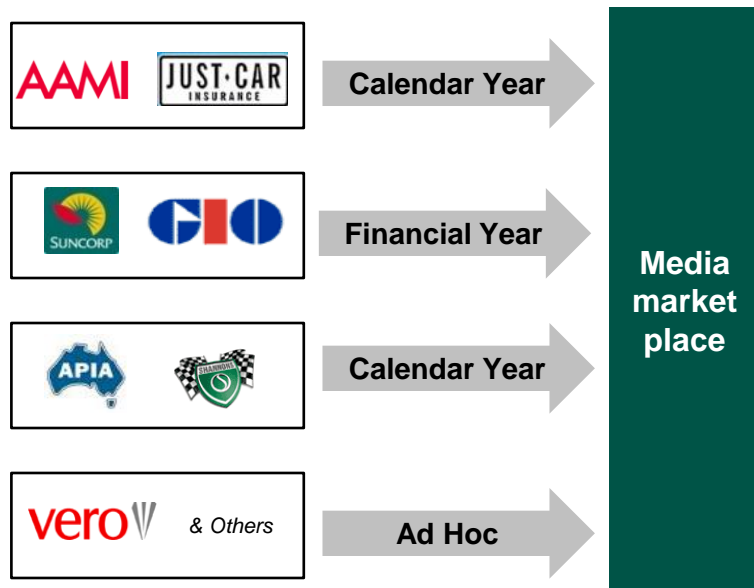 AAMI
JUST·CAR
INSURANCE
Calendar Year
SUNCORP
GIO
Financial Year
Media
market
place
APIA
SHANNONS
Calendar Year
vero
& Others
Ad Hoc